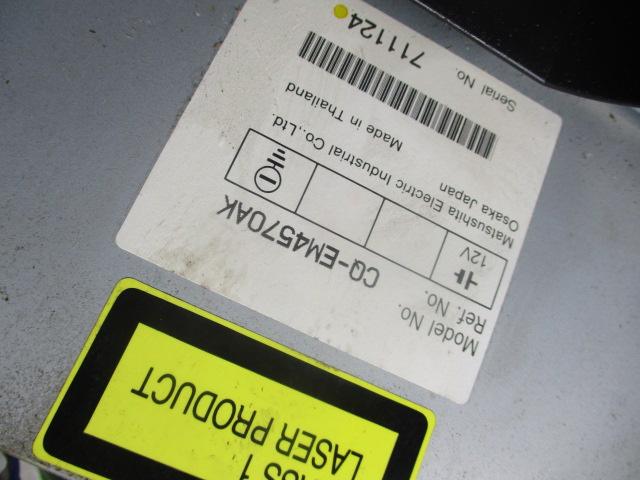 Model No. CQ-EM4570AK
Ref. No.
12V
Matsushita Electric Industrial Co.,Ltd.
Osaka Japan
Made in Thailand
Serial No. 711124
1
LASER PRODUCT